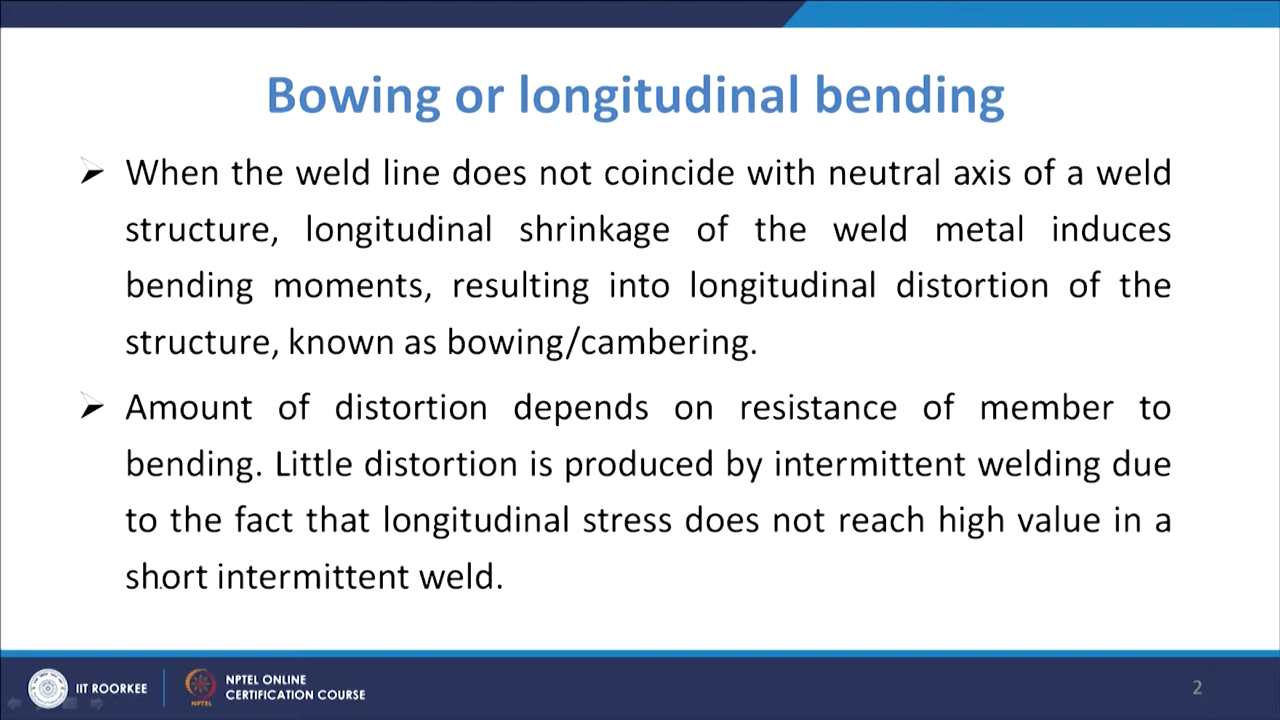 Bowing or longitudinal bending
When the weld line does not coincide with neutral axis of a weld
structure, longitudinal shrinkage of the weld metal induces
bending moments, resulting into longitudinal distortion of the
structure, known as bowing/cambering.
Amount of distortion depends on resistance of member to
bending. Little distortion is produced by intermittent welding due
to the fact that longitudinal stress does not reach high value in a
short intermittent weld.
IIT ROORKEE
NPTEL
NPTEL ONLINE
CERTIFICATION COURSE
2